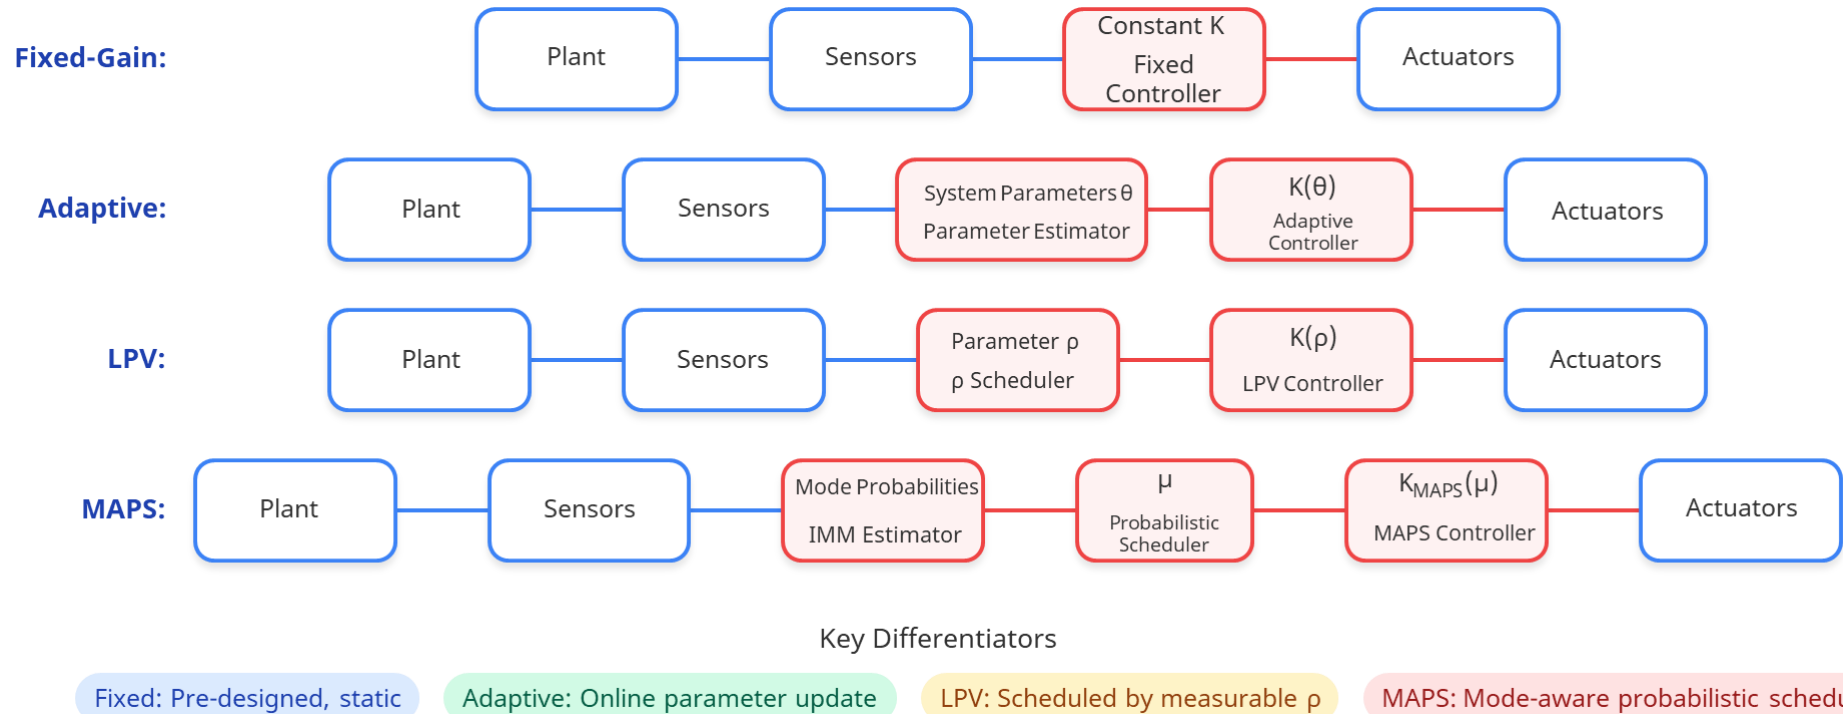 Fixed-Gain:
Plant
Sensors
Constant K
Fixed
Controller
Actuators
Adaptive:
Plant
Sensors
System Parameters θ
Parameter Estimator
K(θ)
Adaptive
Controller
Actuators
LPV:
Plant
Sensors
Parameter ρ
ρ Scheduler
K(ρ)
LPV Controller
Actuators
MAPS:
Plant
Sensors
Mode Probabilities
IMM Estimator
μ
Probabilistic
Scheduler
K_MAPS(μ)
MAPS Controller
Actuators
Key Differentiators
Fixed: Pre-designed, static
Adaptive: Online parameter update
LPV: Scheduled by measurable ρ
MAPS: Mode-aware probabilistic